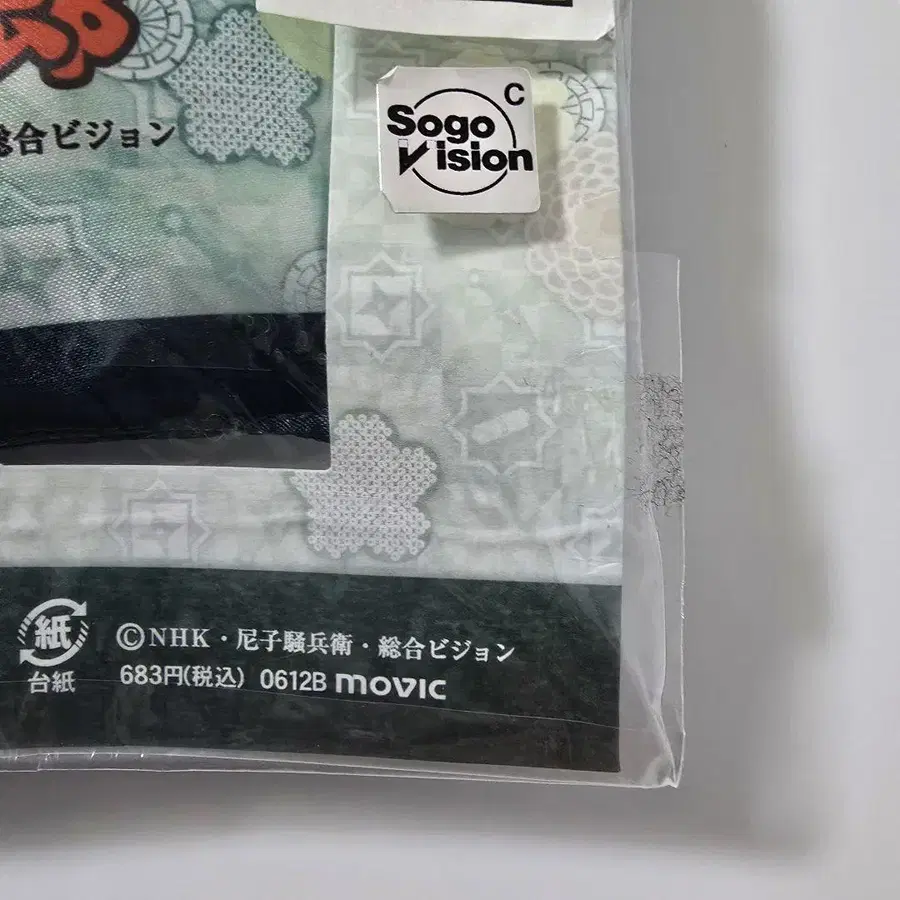 C
Sogo
Vision
総合ビジョン
紙
台紙
©NHK・尼子騒兵衛・総合ビジョン
683円(税込) 0612B movic